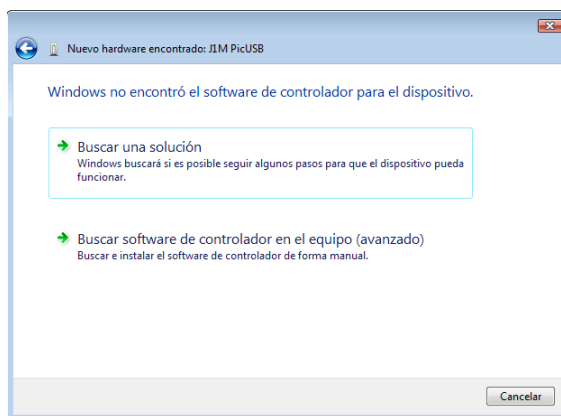 Nuevo hardware encontrado: J1M PicUSB
Windows no encontró el software de controlador para el dispositivo.
Buscar una solución
Windows buscará si es posible seguir algunos pasos para que el dispositivo pueda
funcionar.
Buscar software de controlador en el equipo (avanzado)
Buscar e instalar el software de controlador de forma manual.
Cancelar